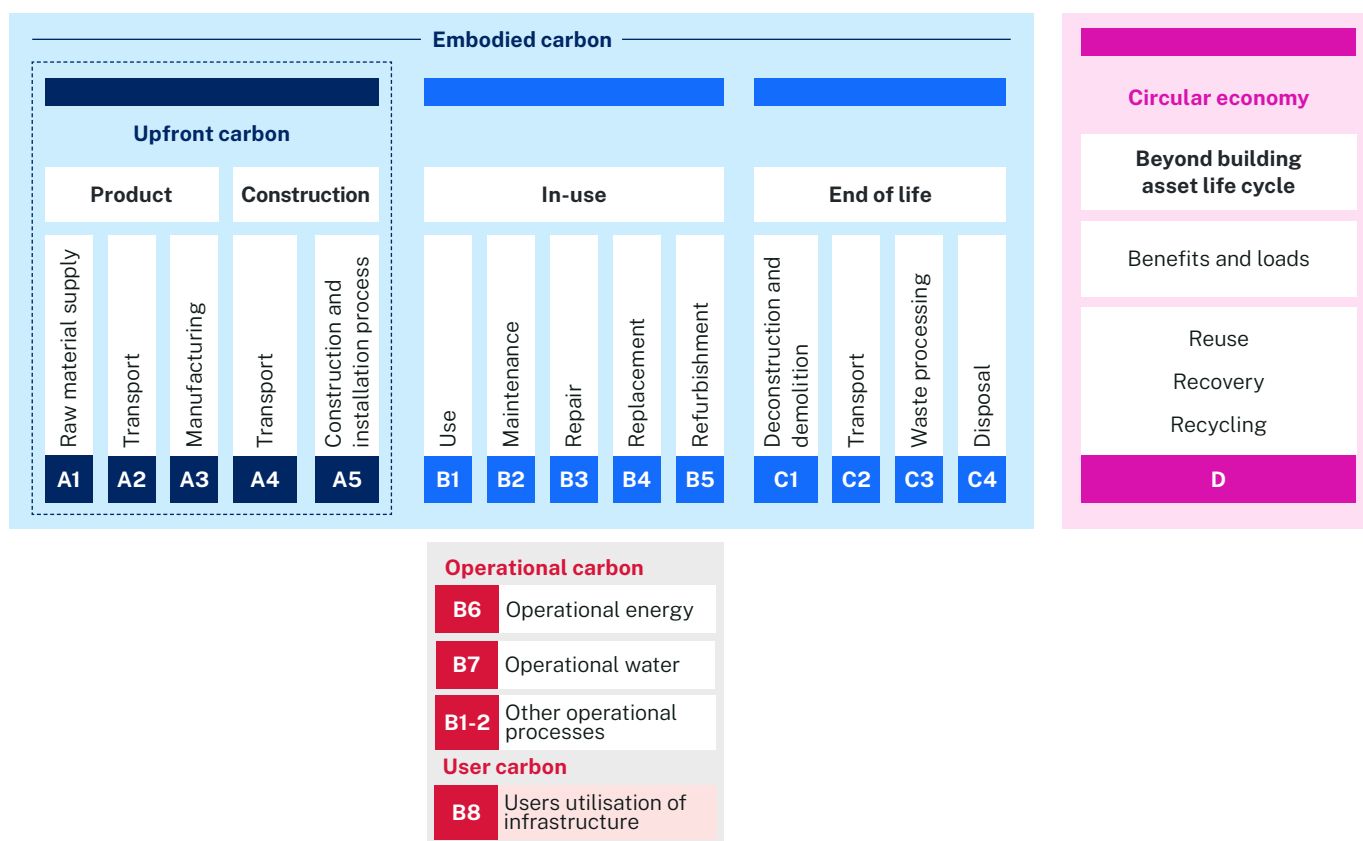 Embodied carbon
Upfront carbon
Product
Construction
In-use
End of life
Raw material supply
Transport
Manufacturing
Transport
Construction and
installation process
Use
Maintenance
Repair
Replacement
Refurbishment
Deconstruction and
demolition
Transport
Waste processing
Disposal
A1
A2
A3
A4
A5
B1
B2
B3
B4
B5
C1
C2
C3
C4
Circular economy
Beyond building
asset life cycle
Benefits and loads
Reuse
Recovery
Recycling
D
Operational carbon
B6
Operational energy
B7
Operational water
B1-2
Other operational
processes
User carbon
B8
Users utilisation of
infrastructure